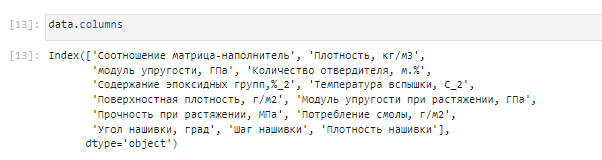 [13]: data.columns
[13]: Index(['Соотношение матрица-наполнитель', 'Плотность, кг/м3',
'модуль упругости, ГПа', 'Количество отвердителя, м.%',
'Содержание эпоксидных групп,%_2', 'Температура вспышки, С_2',
'Поверхностная плотность, г/м2', 'Модуль упругости при растяжении, ГПа',
'Прочность при растяжении, МПа', 'Потребление смолы, г/м2',
'Угол нашивки, град', 'Шаг нашивки', 'Плотность нашивки'],
dtype='object')